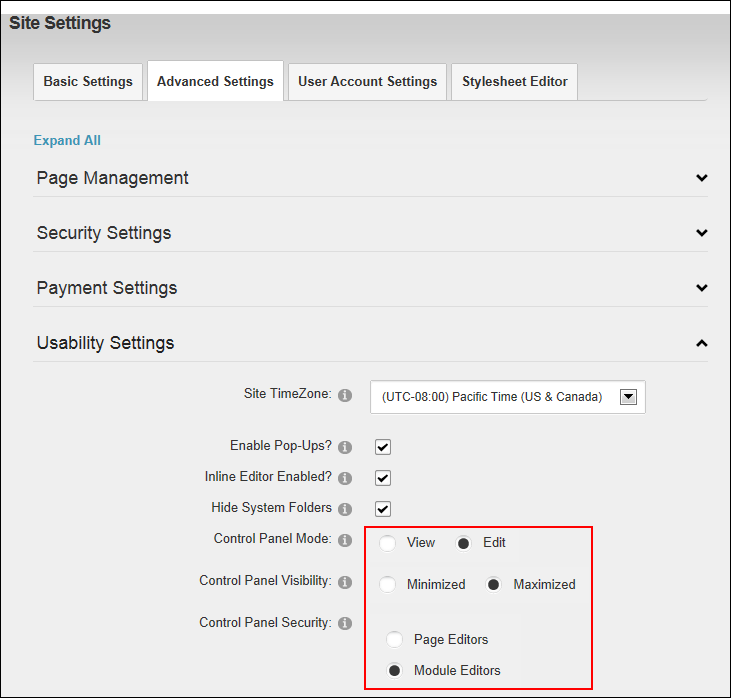 Site Settings
Basic Settings
Advanced Settings
User Account Settings
Stylesheet Editor
Expand All
Page Management
Security Settings
Payment Settings
Usability Settings
Site TimeZone:
(UTC-08:00) Pacific Time (US & Canada)
Enable Pop-Ups?
Inline Editor Enabled?
Hide System Folders
Control Panel Mode:
View
Edit
Control Panel Visibility:
Minimized
Maximized
Control Panel Security:
Page Editors
Module Editors